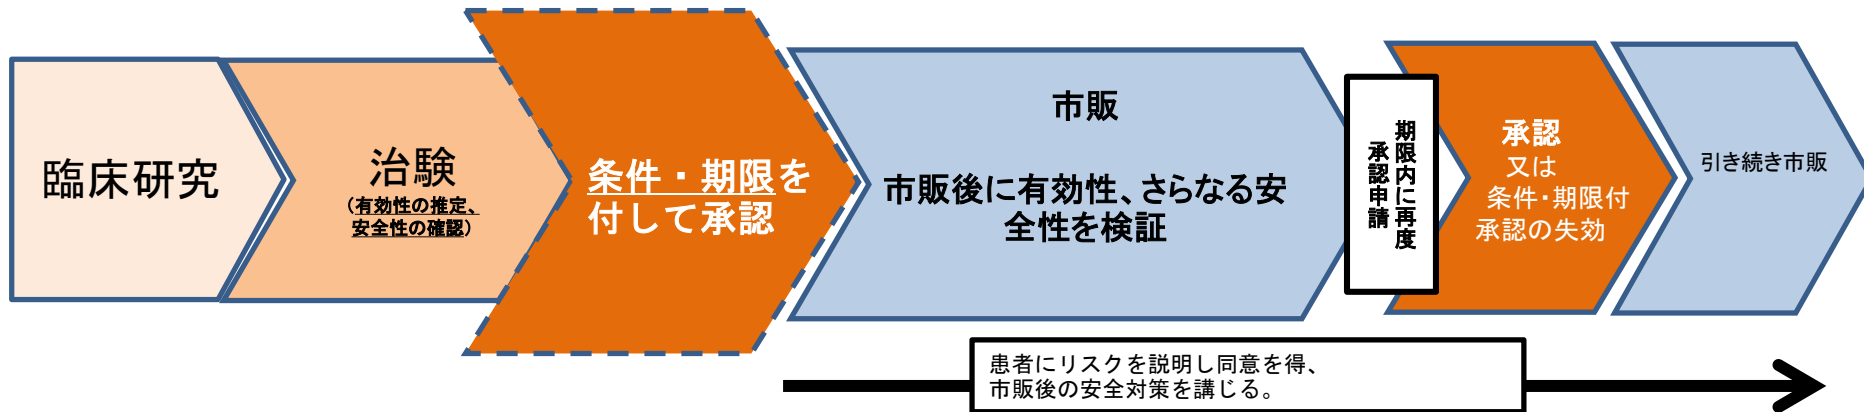 臨床研究
治験
(有効性の推定、
安全性の確認)
条件・期限を
付して承認
市販
市販後に有効性、さらなる安
全性を検証
期限内に再度
承認申請
承認
又は
条件・期限付
承認の失効
引き続き市販
患者にリスクを説明し同意を得、
市販後の安全対策を講じる。